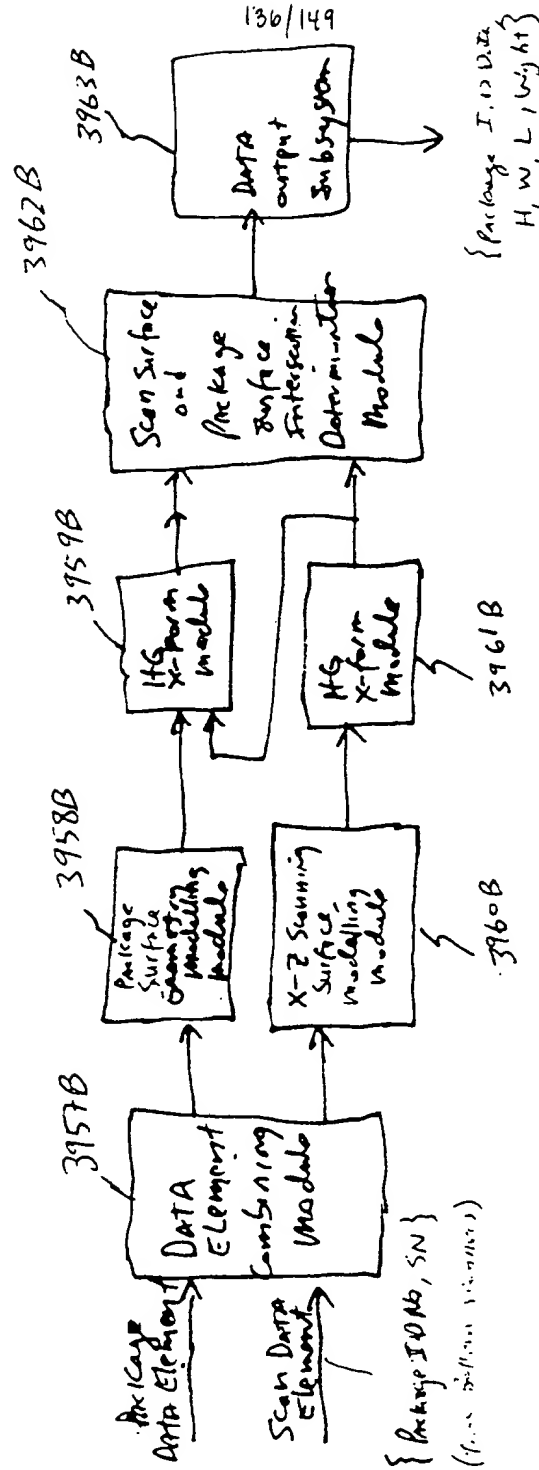 136/149
Package
Data Element
Scan Data
Element
{ Package ID No, SN }
3957B
DATA
Element
Combining
Module
3958B
Package
Surface
Geometry
Modelling
Module
X-Z Scanning
Surface
Modelling
Module
3960B
3959B
HG
X-Form
Module
HG
X-form
Module
3961B
3962B
Scan Surface
and
Package
Surface
Intersection
Determination
Module
3963B
DATA
output
Subsystem
{ Package I.D Data
H, W, L, Weight }